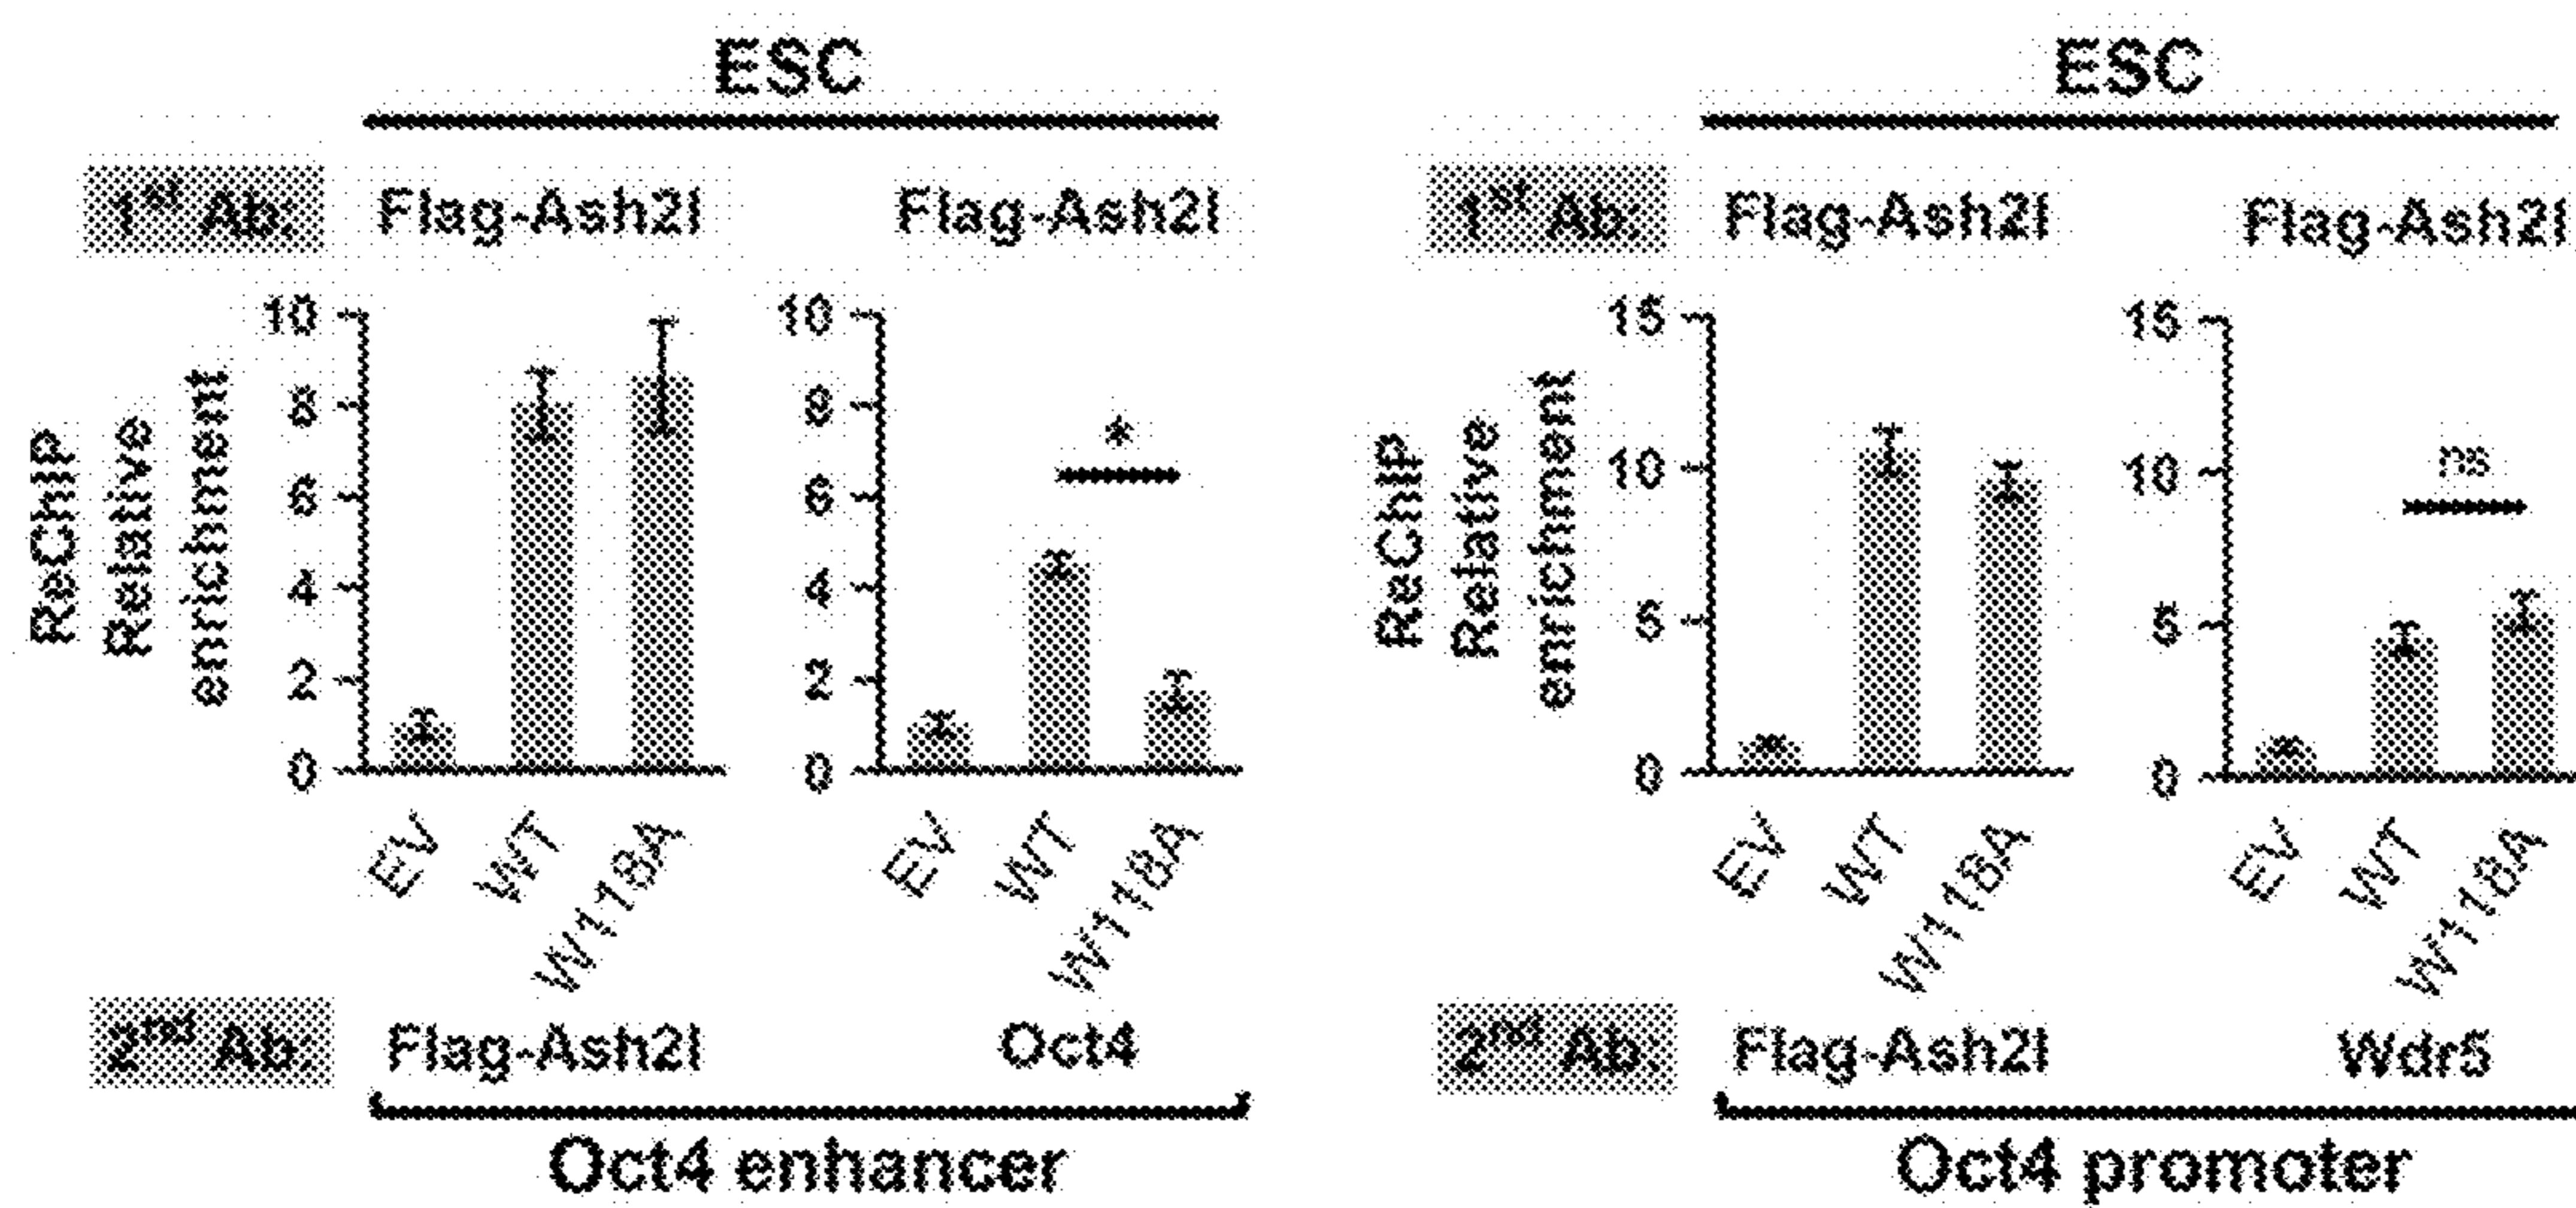 ESC
1st Ab: Flag-Ash2l Flag-Ash2l
ReChIP
Relative
enrichment
10
8
6
4
2
0
EV WT W118A
10
8
6
4
2
0
*
EV WT W118A
2nd Ab: Flag-Ash2l Oct4
Oct4 enhancer
ESC
1st Ab: Flag-Ash2l Flag-Ash2l
ReChIP
Relative
enrichment
15
10
5
0
EV WT W118A
15
10
5
0
ns
EV WT W118A
2nd Ab: Flag-Ash2l Wdr5
Oct4 promoter